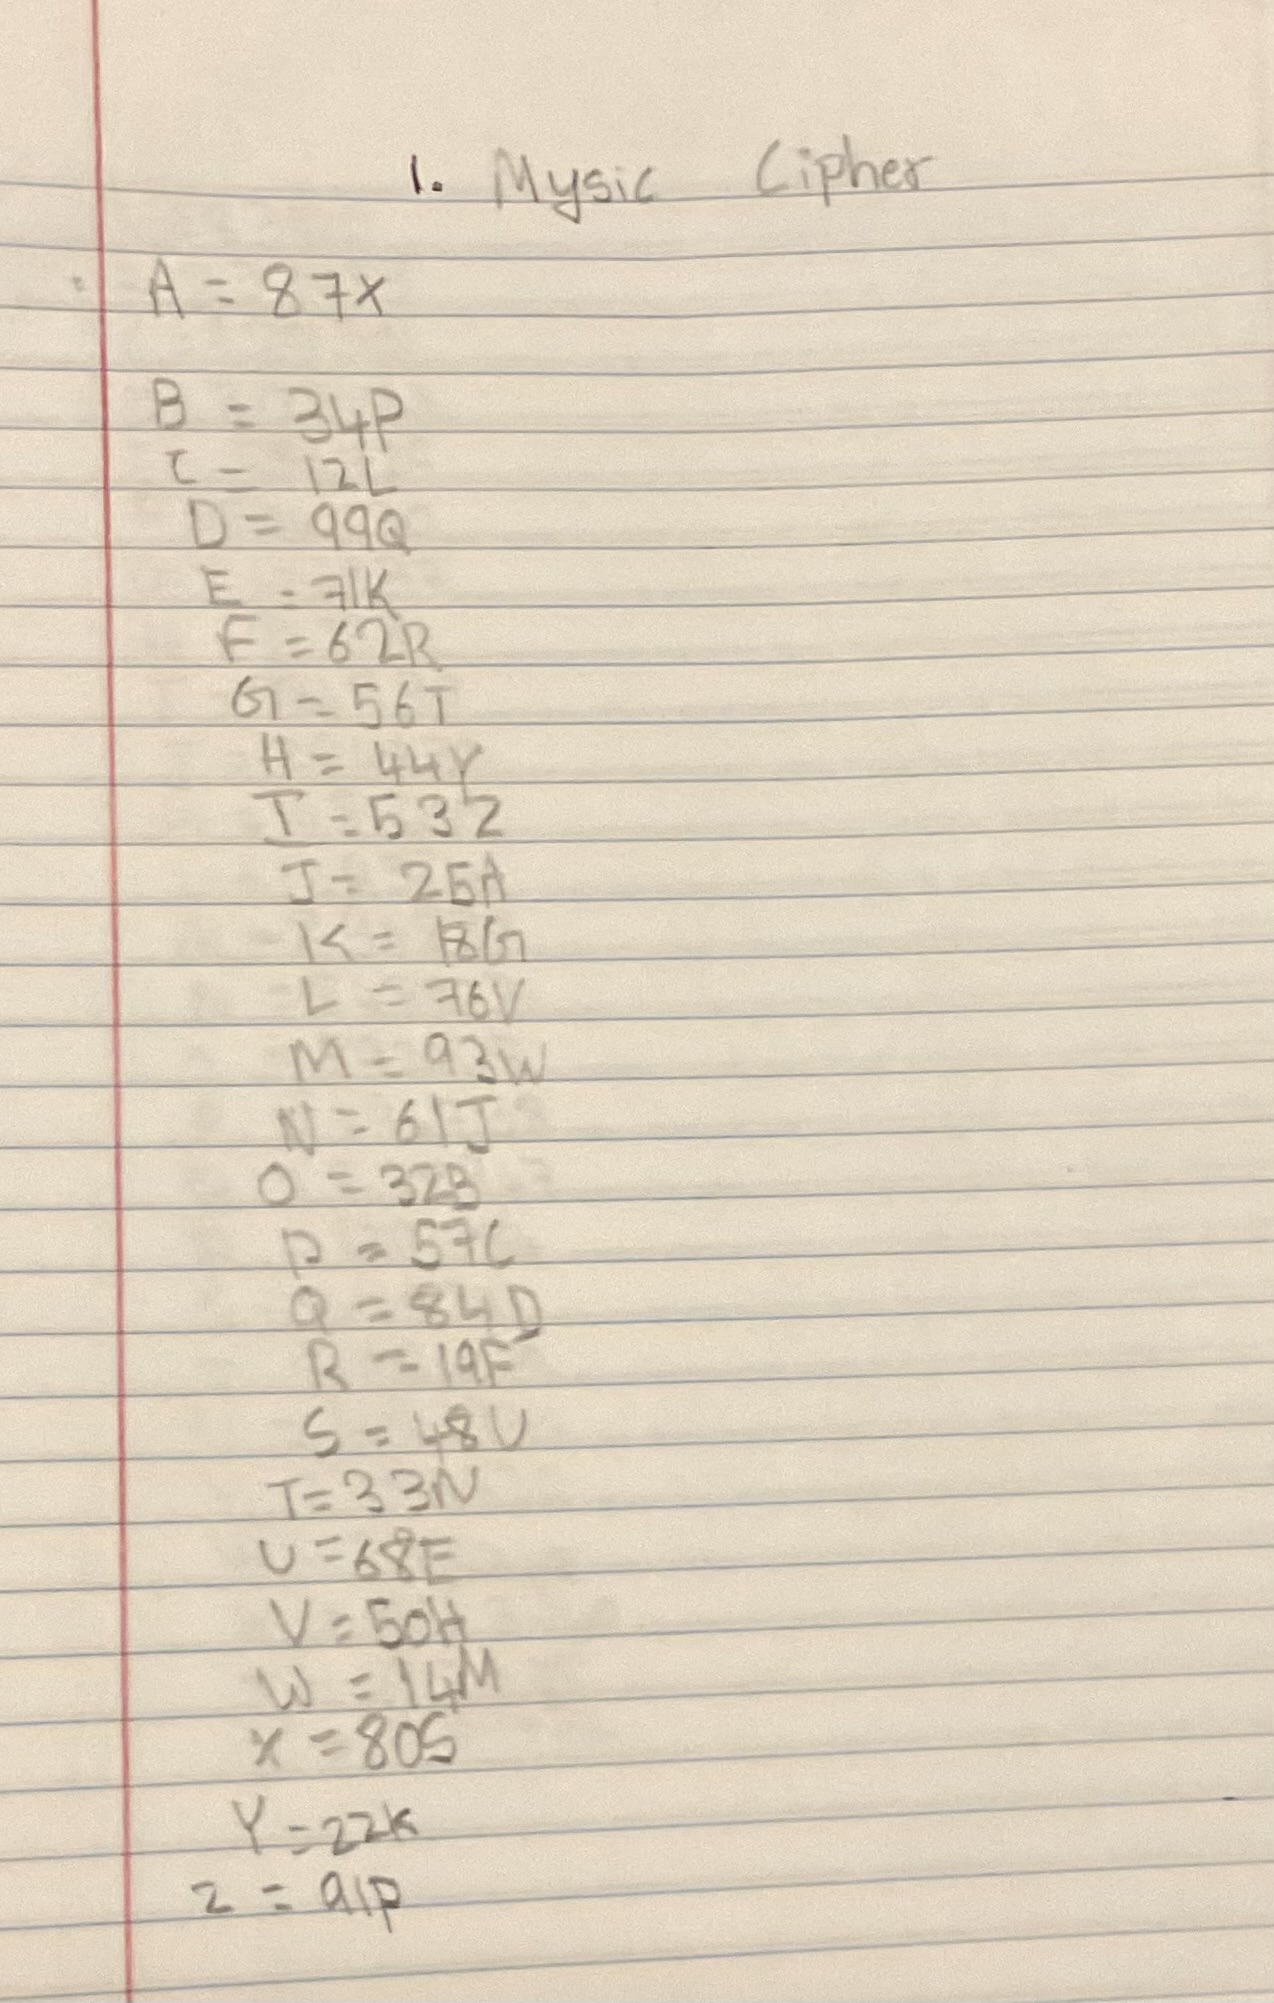 1. Mysic Cipher
A = 87X
B = 34P
C = 12L
D = 99Q
E = 71K
F = 62R
G = 56T
H = 44Y
I = 53Z
J = 25A
K = 18G
L = 76V
M = 93W
N = 61J
O = 32B
P = 57C
Q = 84D
R = 19F
S = 48U
T = 33N
U = 68E
V = 50H
W = 14M
X = 80S
Y = 22K
Z = 91P